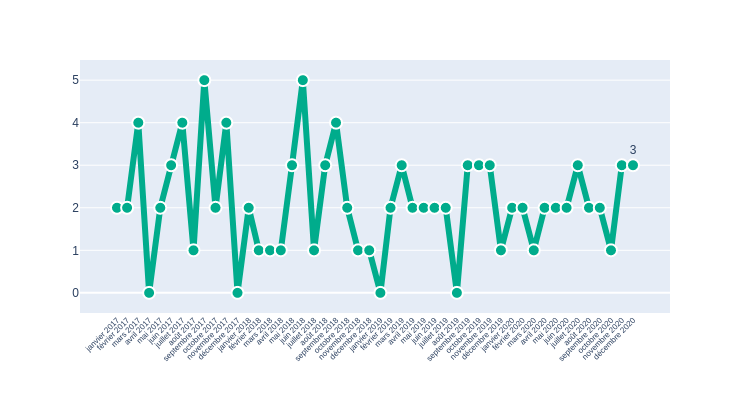 5
4
3
3
2
1
0
janvier 2017
février 2017
mars 2017
avril 2017
mai 2017
juin 2017
juillet 2017
août 2017
septembre 2017
octobre 2017
novembre 2017
décembre 2017
janvier 2018
février 2018
mars 2018
avril 2018
mai 2018
juin 2018
juillet 2018
août 2018
septembre 2018
octobre 2018
novembre 2018
décembre 2018
janvier 2019
février 2019
mars 2019
avril 2019
mai 2019
juin 2019
juillet 2019
août 2019
septembre 2019
octobre 2019
novembre 2019
décembre 2019
janvier 2020
février 2020
mars 2020
avril 2020
mai 2020
juin 2020
juillet 2020
août 2020
septembre 2020
octobre 2020
novembre 2020
décembre 2020